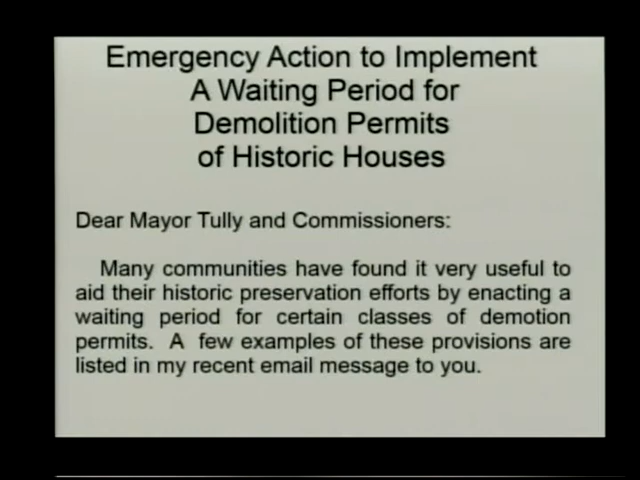 Emergency Action to Implement
A Waiting Period for
Demolition Permits
of Historic Houses
Dear Mayor Tully and Commissioners:
Many communities have found it very useful to
aid their historic preservation efforts by enacting a
waiting period for certain classes of demotion
permits. A few examples of these provisions are
listed in my recent email message to you.